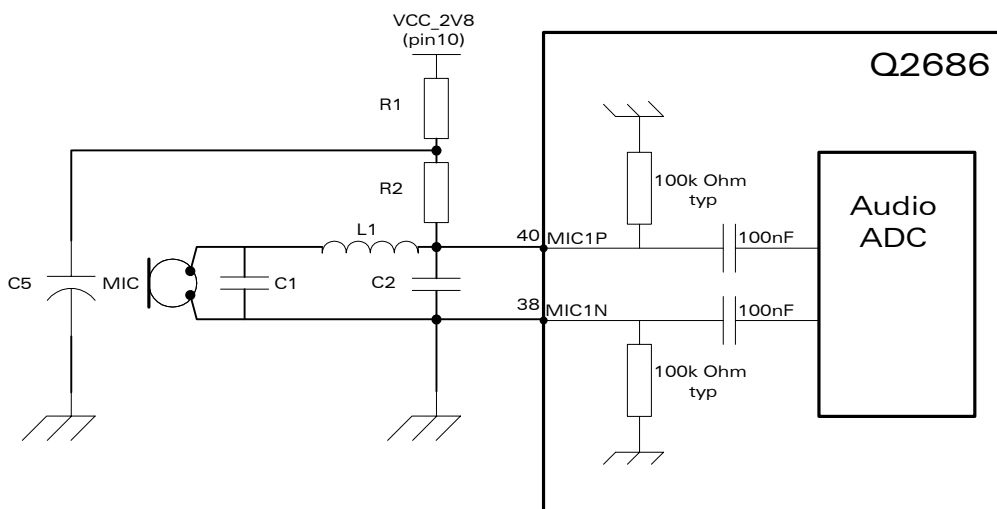 VCC_2V8
(pin10)
Q2686
R1
100k Ohm
typ
R2
Audio
ADC
L1
40
MIC1P
100nF
C5
MIC
C1
C2
38
MIC1N
100nF
100k Ohm
typ